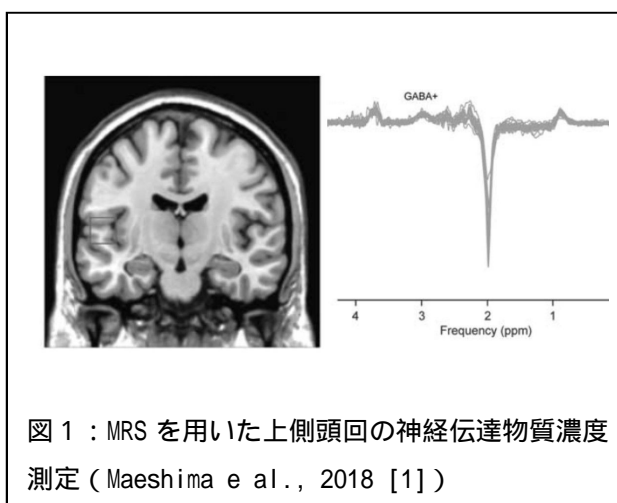 GABA+
4 3 2 1
Frequency (ppm)
図 1 ：MRS を用いた上側頭回の神経伝達物質濃度
測定（Maeshima e al., 2018 [1]）